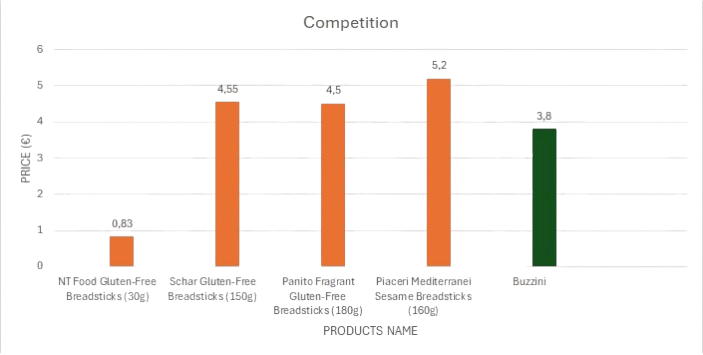 Competition
6
5
4
3
2
1
0
PRICE (€)
0,83
4,55
4,5
5,2
3,8
NT Food Gluten-Free
Breadsticks (30g)
Schar Gluten-Free
Breadsticks (150g)
Panito Fragrant
Gluten-Free
Breadsticks (180g)
Piaceri Mediterranei
Sesame Breadsticks
(160g)
Buzzini
PRODUCTS NAME